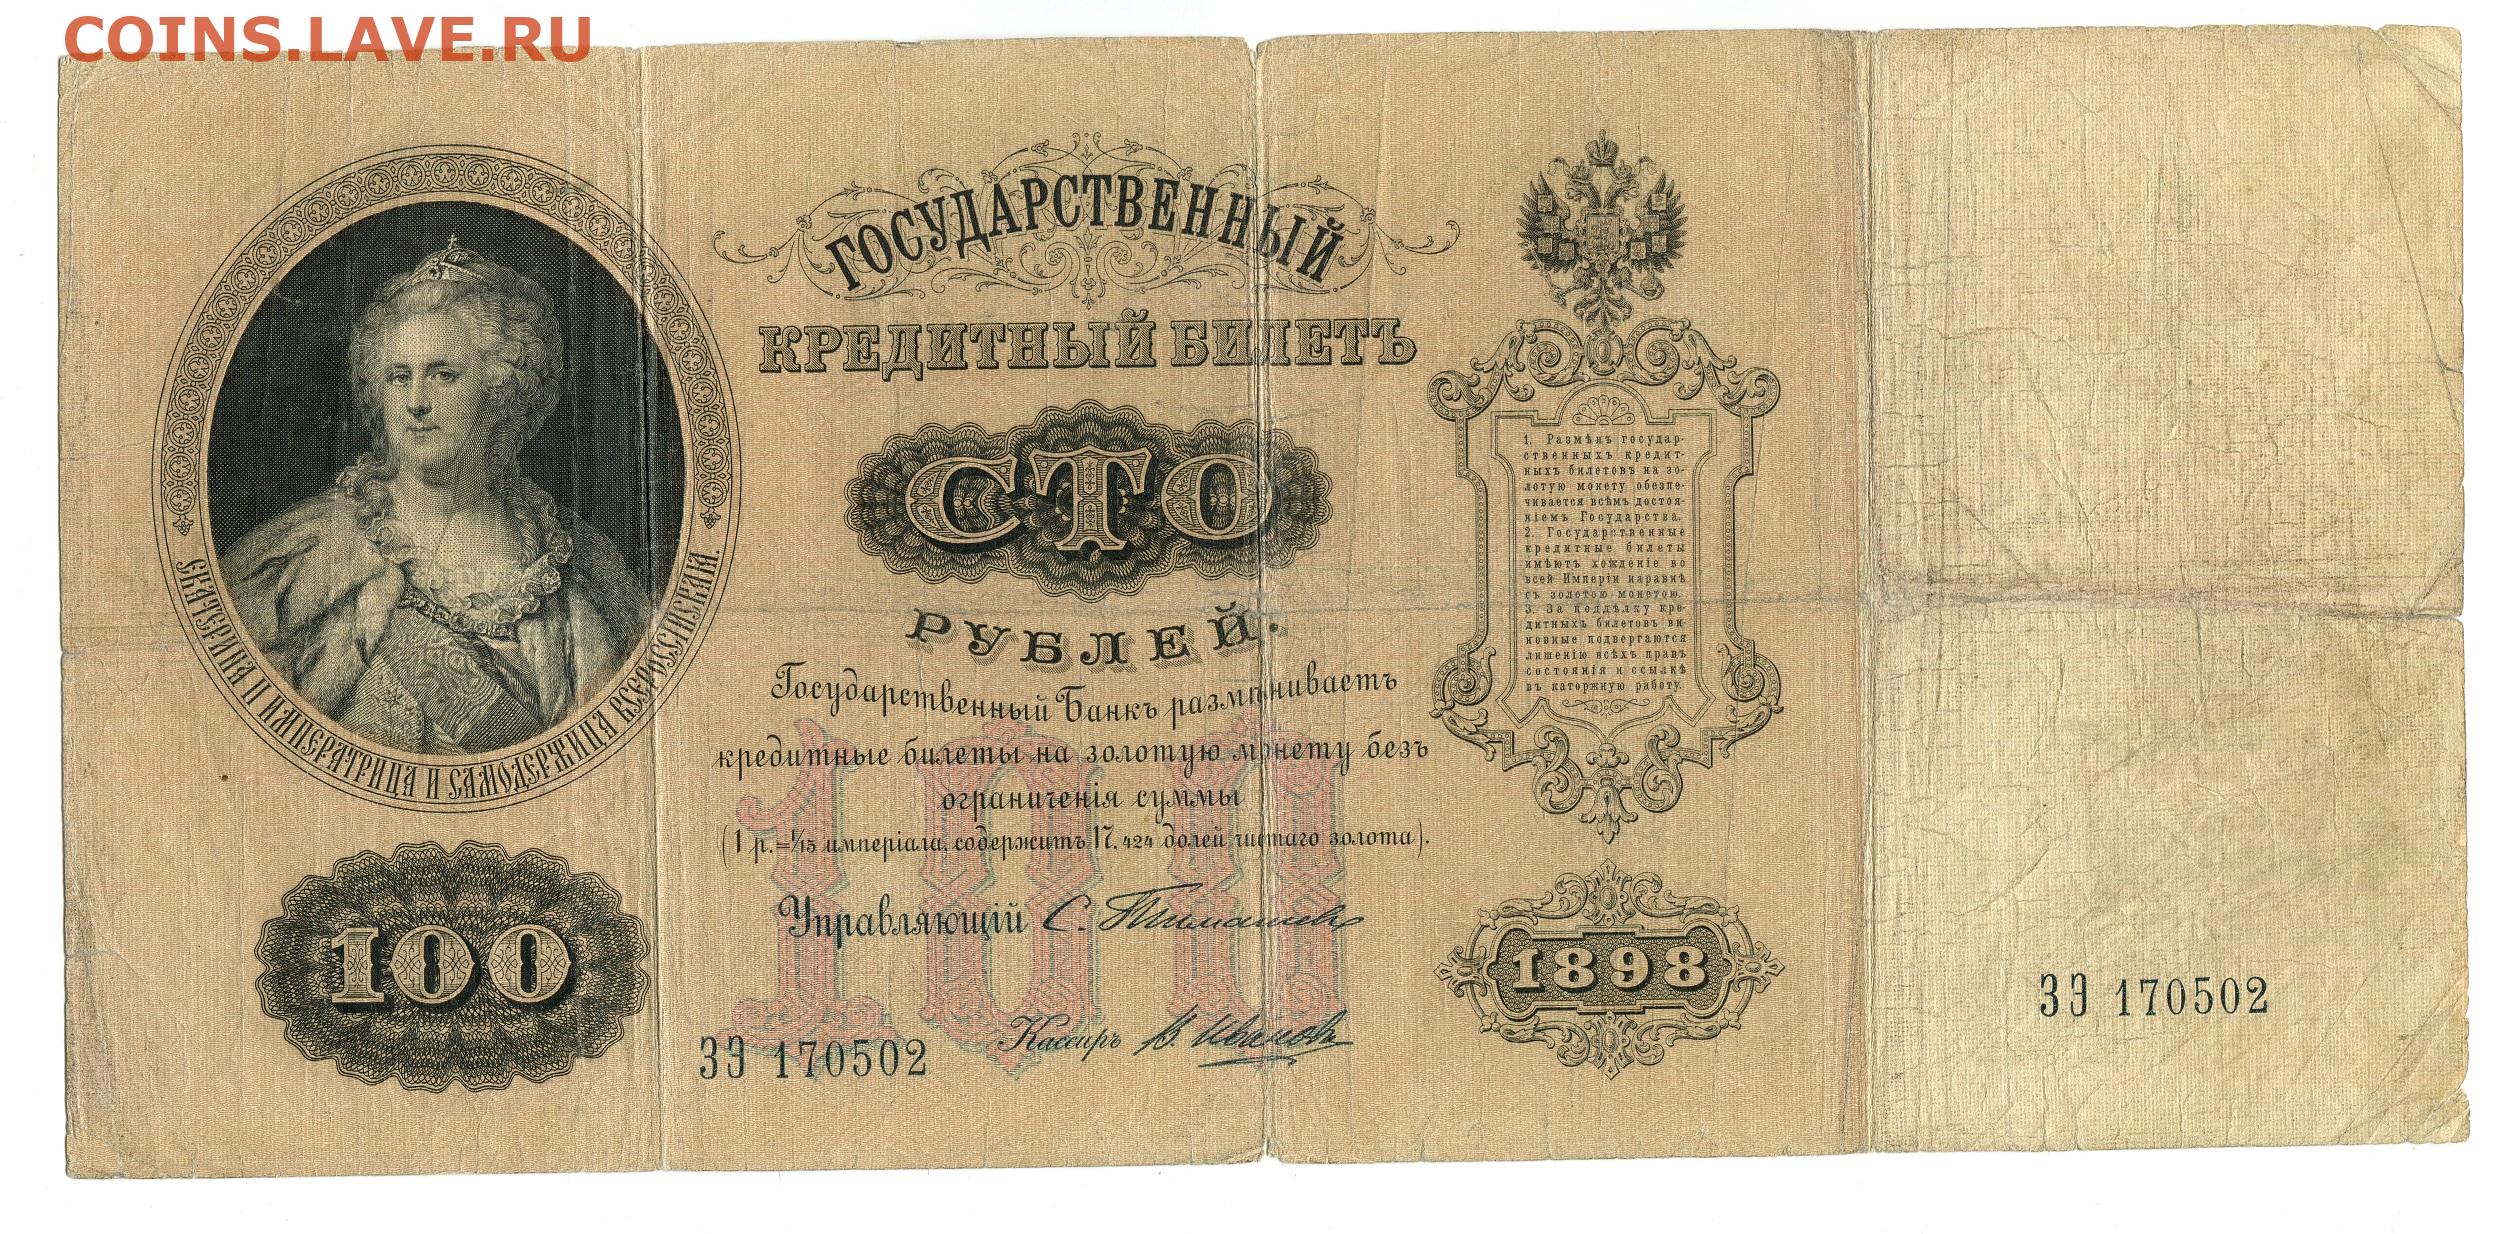 COINS.LAVE.RU
ГОСУДАРСТВЕННЫЙ
КРЕДИТНЫЙ БИЛЕТЪ
СТО
РУБЛЕЙ.
Государственный Банкъ размѣниваетъ
кредитные билеты на золотую монету безъ
ограниченія суммы
(1 р.=1/15 имперіала, содержитъ 17,424 долей чистаго золота).
Управляющій С. Тимашевъ
Кассиръ В. Ивановъ
ЗЭ 170502
ЕКАТЕРИНА II ИМПЕРАТРИЦА И САМОДЕРЖИЦА ВСЕРОССІЙСКАЯ.
100
100
1. Размѣнъ государ-
ственныхъ кредит-
ныхъ билетовъ на зо-
лотую монету обезпе-
чивается всѣмъ достоя-
ніемъ Государства.
2. Государственные
кредитные билеты
имѣютъ хожденіе во
всей Имперіи наравнѣ
съ золотою монетою.
3. За поддѣлку кре-
дитныхъ билетовъ ви-
новные подвергаются
лишенію всѣхъ правъ
состоянія и ссылкѣ
въ каторжную работу.
1898
ЗЭ 170502